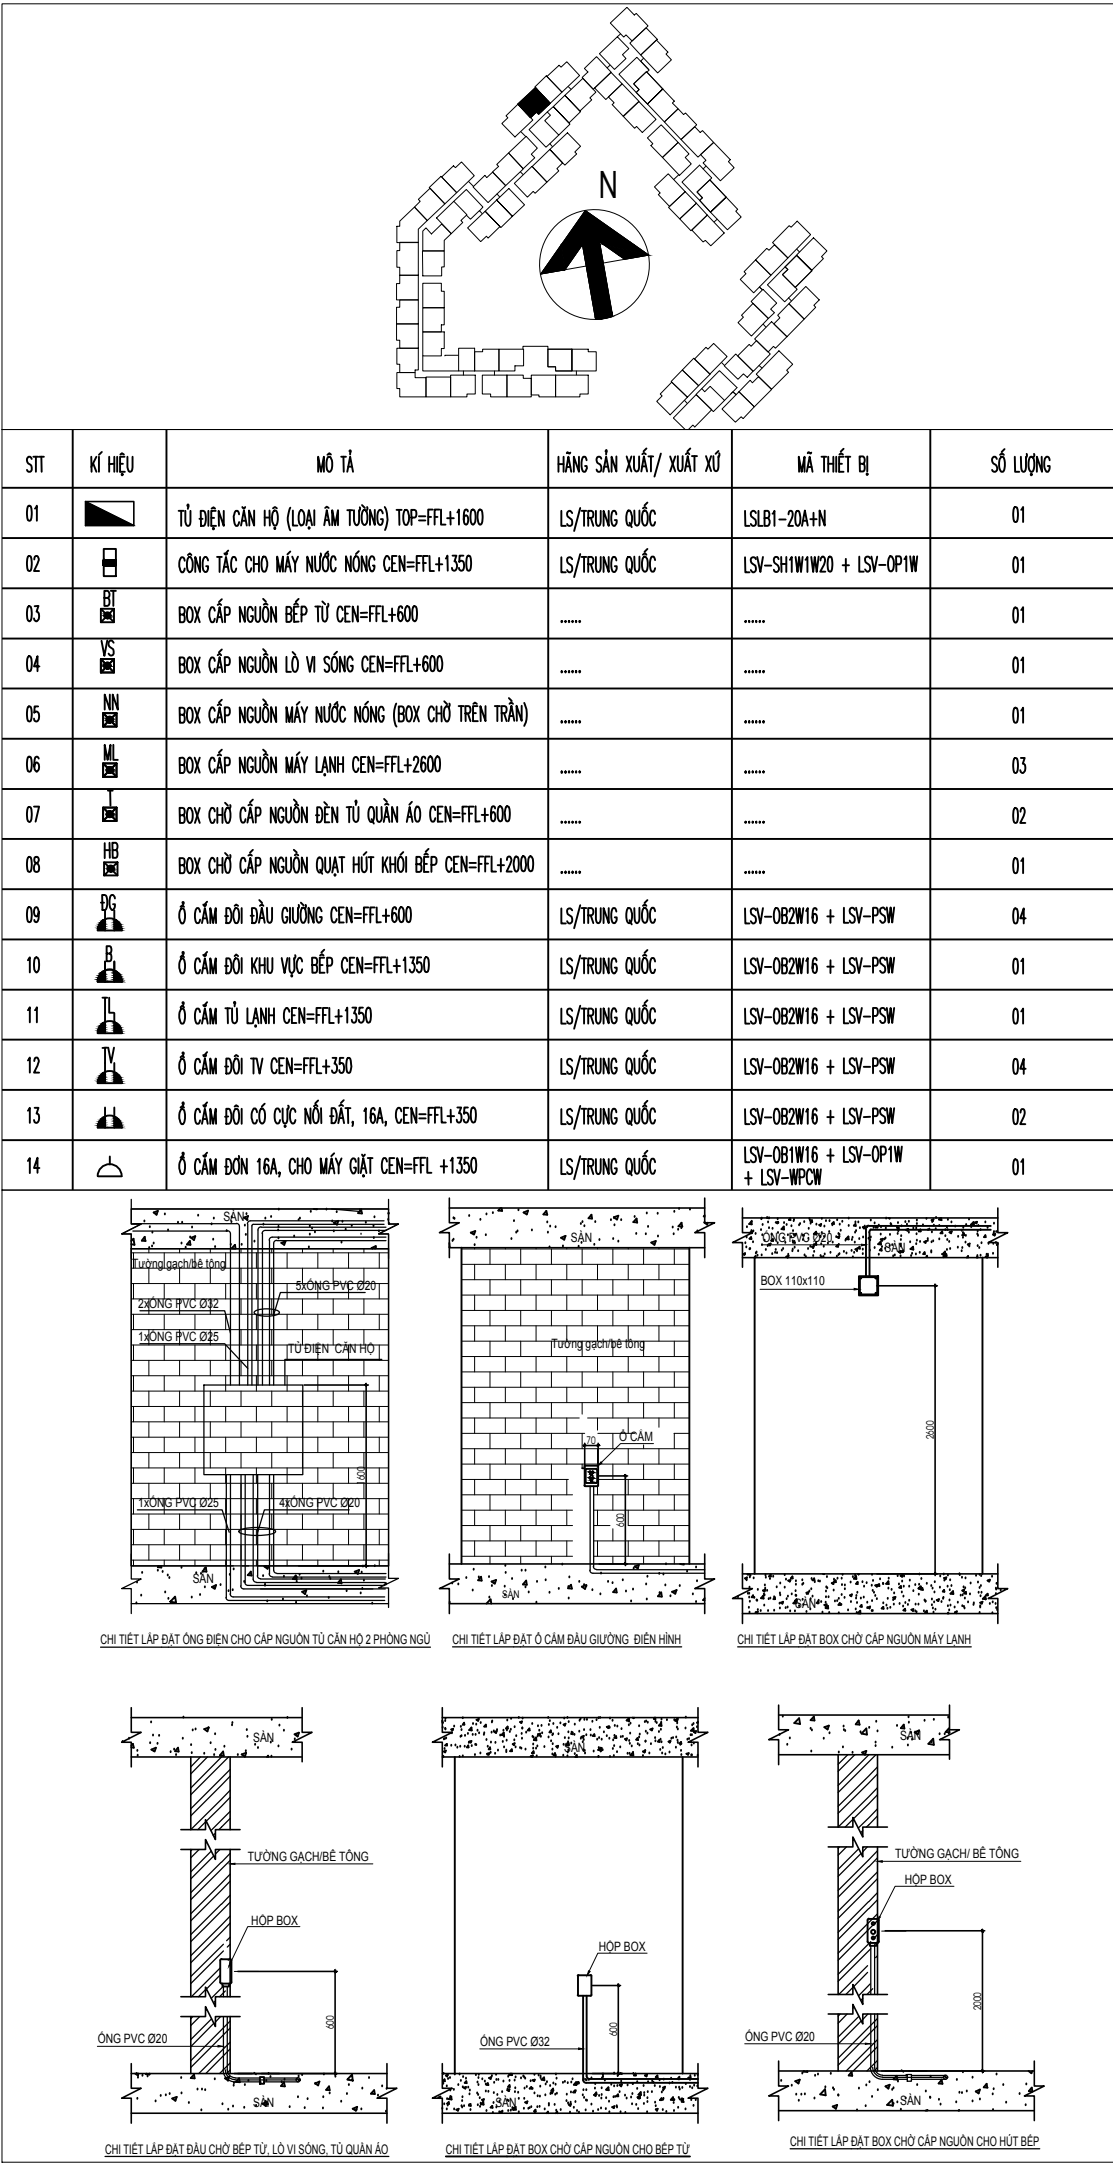 N
STT KÍ HIỆU MÔ TẢ HÃNG SẢN XUẤT/ XUẤT XỨ MÃ THIẾT BỊ SỐ LƯỢNG
01 TỦ ĐIỆN CĂN HỘ (LOẠI ÂM TƯỜNG) TOP=FFL+1600 LS/TRUNG QUỐC LSLB1-20A+N 01
02 CÔNG TẮC CHO MÁY NƯỚC NÓNG CEN=FFL+1350 LS/TRUNG QUỐC LSV-SH1W1W20 + LSV-OP1W 01
03 BT BOX CẤP NGUỒN BẾP TỪ CEN=FFL+600 ...... ...... 01
04 VS BOX CẤP NGUỒN LÒ VI SÓNG CEN=FFL+600 ...... ...... 01
05 NN BOX CẤP NGUỒN MÁY NƯỚC NÓNG (BOX CHỜ TRÊN TRẦN) ...... ...... 01
06 ML BOX CẤP NGUỒN MÁY LẠNH CEN=FFL+2600 ...... ...... 03
07 T BOX CHỜ CẤP NGUỒN ĐÈN TỦ QUẦN ÁO CEN=FFL+600 ...... ...... 02
08 HB BOX CHỜ CẤP NGUỒN QUẠT HÚT KHÓI BẾP CEN=FFL+2000 ...... ...... 01
09 ĐG Ổ CẮM ĐÔI ĐẦU GIƯỜNG CEN=FFL+600 LS/TRUNG QUỐC LSV-OB2W16 + LSV-PSW 04
10 B Ổ CẮM ĐÔI KHU VỰC BẾP CEN=FFL+1350 LS/TRUNG QUỐC LSV-OB2W16 + LSV-PSW 01
11 TL Ổ CẮM TỦ LẠNH CEN=FFL+1350 LS/TRUNG QUỐC LSV-OB2W16 + LSV-PSW 01
12 TV Ổ CẮM ĐÔI TV CEN=FFL+350 LS/TRUNG QUỐC LSV-OB2W16 + LSV-PSW 04
13 Ổ CẮM ĐÔI CÓ CỰC NỐI ĐẤT, 16A, CEN=FFL+350 LS/TRUNG QUỐC LSV-OB2W16 + LSV-PSW 02
14 Ổ CẮM ĐƠN 16A, CHO MÁY GIẶT CEN=FFL +1350 LS/TRUNG QUỐC LSV-OB1W16 + LSV-OP1W 01
+ LSV-WPCW
SÀN
Tường gạch/bê tông
5xỐNG PVC Ø20
2xỐNG PVC Ø32
1xỐNG PVC Ø25
TỦ ĐIỆN CĂN HỘ
1600
1xỐNG PVC Ø25
4xỐNG PVC Ø20
SÀN
CHI TIẾT LẮP ĐẶT ỐNG ĐIỆN CHO CẤP NGUỒN TỦ CĂN HỘ 2 PHÒNG NGỦ
SÀN
Tường gạch/bê tông
70
Ổ CẮM
600
SÀN
CHI TIẾT LẮP ĐẶT Ổ CẮM ĐẦU GIƯỜNG ĐIỂN HÌNH
ỐNG PVC Ø20
SÀN
BOX 110x110
2600
SÀN
CHI TIẾT LẮP ĐẶT BOX CHỜ CẤP NGUỒN MÁY LẠNH
SÀN
TƯỜNG GẠCH/BÊ TÔNG
HỘP BOX
600
ỐNG PVC Ø20
SÀN
CHI TIẾT LẮP ĐẶT ĐẦU CHỜ BẾP TỪ, LÒ VI SÓNG, TỦ QUẦN ÁO
SÀN
HỘP BOX
600
ỐNG PVC Ø32
SÀN
CHI TIẾT LẮP ĐẶT BOX CHỜ CẤP NGUỒN CHO BẾP TỪ
SÀN
TƯỜNG GẠCH/ BÊ TÔNG
HỘP BOX
2000
ỐNG PVC Ø20
SÀN
CHI TIẾT LẮP ĐẶT BOX CHỜ CẤP NGUỒN CHO HÚT BẾP